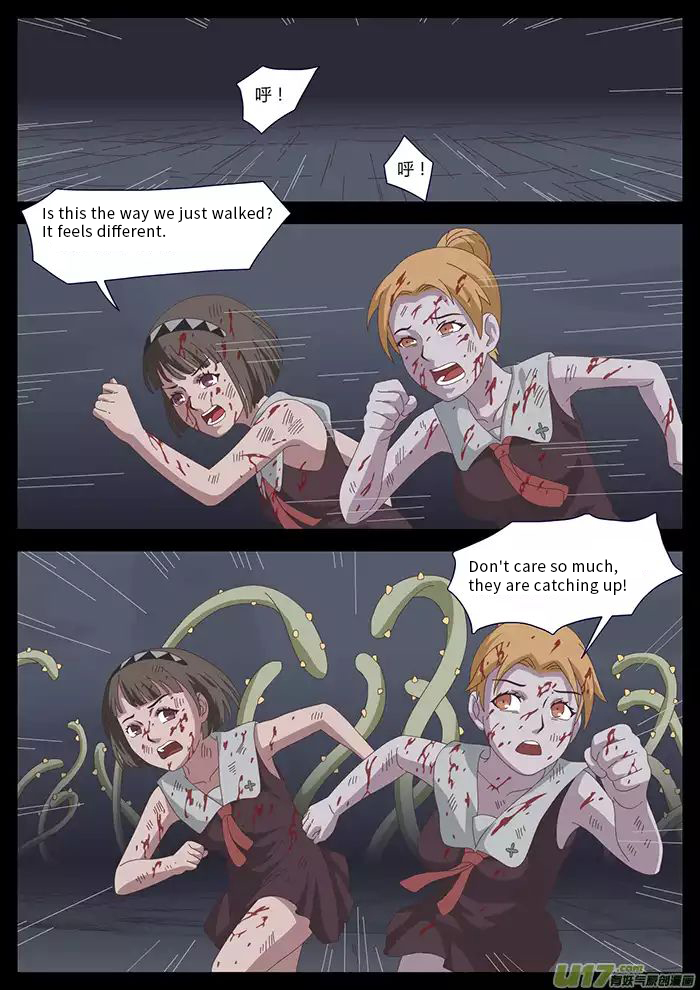 呼！
呼！
Is this the way we just walked?
It feels different.
Don't care so much,
they are catching up!
U17.com
有妖气原创漫画